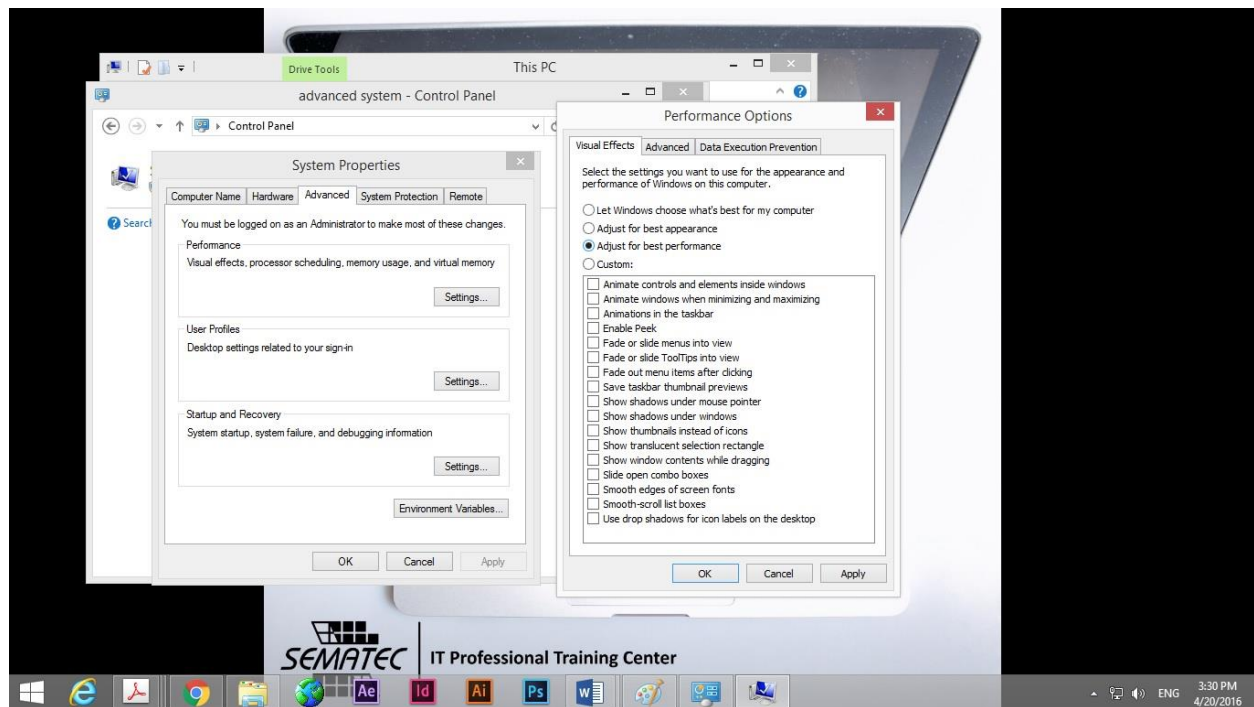 Drive Tools
This PC
advanced system - Control Panel
Control Panel
Search
System Properties
Computer Name
Hardware
Advanced
System Protection
Remote
You must be logged on as an Administrator to make most of these changes.
Performance
Visual effects, processor scheduling, memory usage, and virtual memory
Settings...
User Profiles
Desktop settings related to your sign-in
Settings...
Startup and Recovery
System startup, system failure, and debugging information
Settings...
Environment Variables...
OK
Cancel
Apply
Performance Options
Visual Effects
Advanced
Data Execution Prevention
Select the settings you want to use for the appearance and
performance of Windows on this computer.
Let Windows choose what's best for my computer
Adjust for best appearance
Adjust for best performance
Custom:
Animate controls and elements inside windows
Animate windows when minimizing and maximizing
Animations in the taskbar
Enable Peek
Fade or slide menus into view
Fade or slide ToolTips into view
Fade out menu items after clicking
Save taskbar thumbnail previews
Show shadows under mouse pointer
Show shadows under windows
Show thumbnails instead of icons
Show translucent selection rectangle
Show window contents while dragging
Slide open combo boxes
Smooth edges of screen fonts
Smooth-scroll list boxes
Use drop shadows for icon labels on the desktop
OK
Cancel
Apply
SEMATEC
IT Professional Training Center
Ae
Id
Ai
Ps
ENG
3:30 PM
4/20/2016